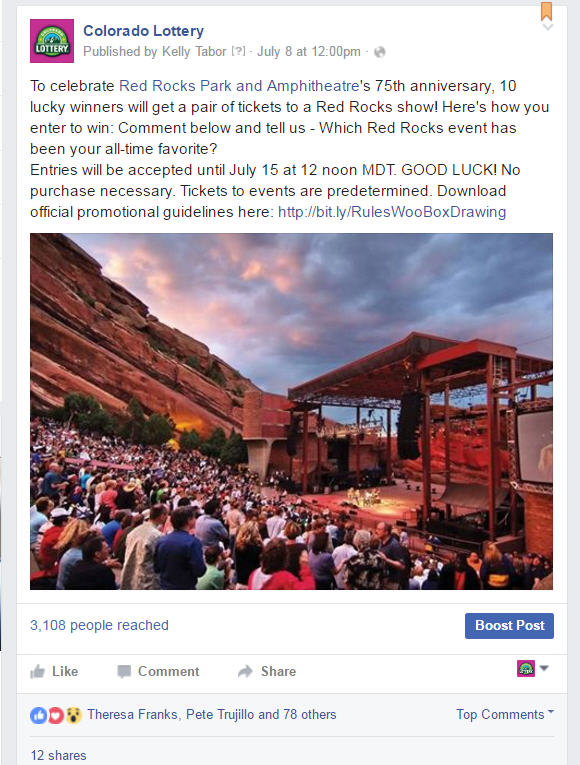 Colorado Lottery
Published by Kelly Tabor [?] · July 8 at 12:00pm ·
To celebrate Red Rocks Park and Amphitheatre's 75th anniversary, 10
lucky winners will get a pair of tickets to a Red Rocks show! Here's how you
enter to win: Comment below and tell us - Which Red Rocks event has
been your all-time favorite?
Entries will be accepted until July 15 at 12 noon MDT. GOOD LUCK! No
purchase necessary. Tickets to events are predetermined. Download
official promotional guidelines here: http://bit.ly/RulesWooBoxDrawing
3,108 people reached
Boost Post
Like Comment Share
Theresa Franks, Pete Trujillo and 78 others
Top Comments
12 shares